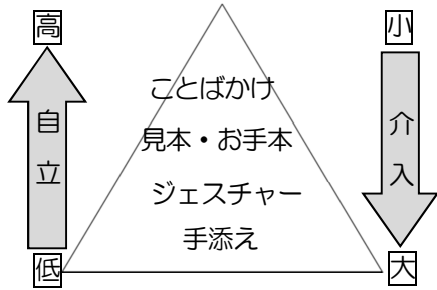 高
小
ことばかけ
見本・お手本
ジェスチャー
手添え
自立
介入
低
大